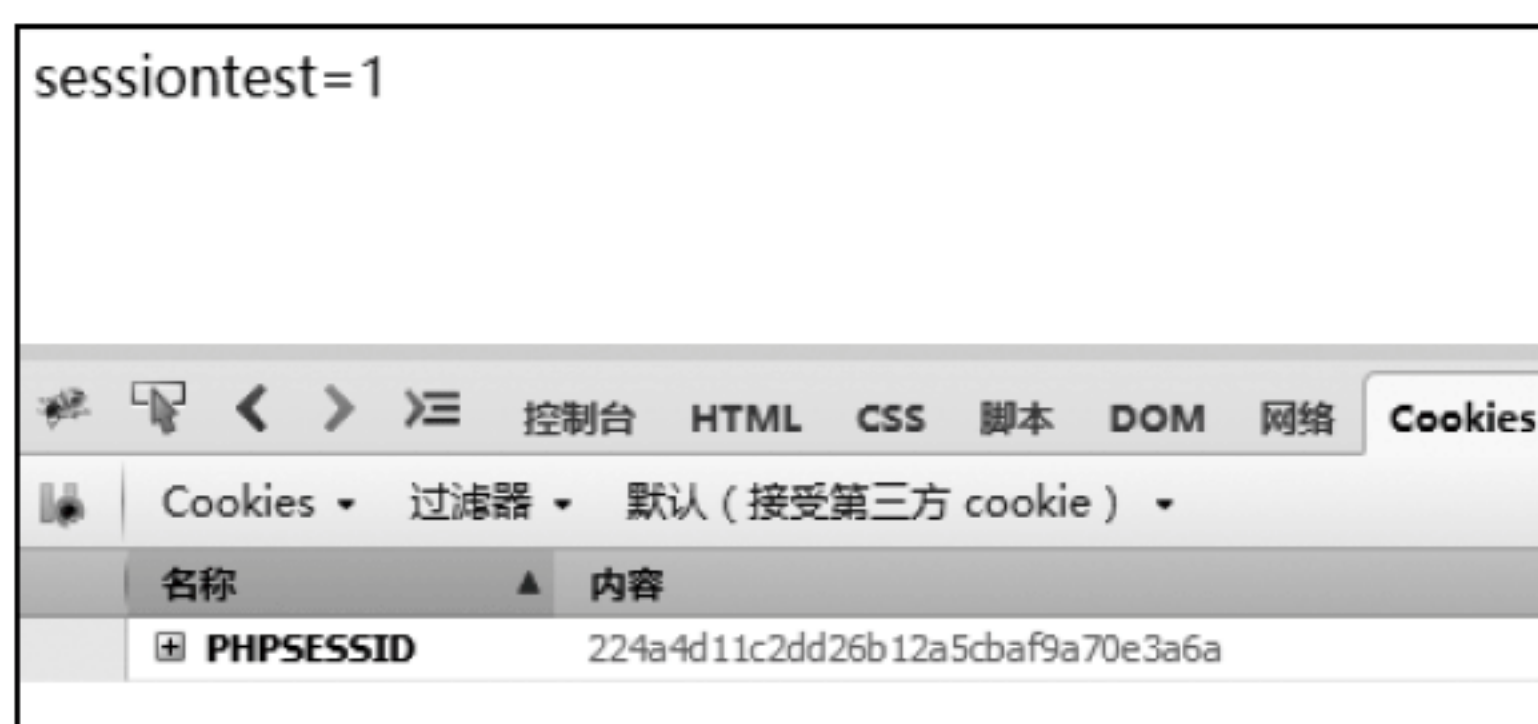 sessiontest=1
控制台 HTML CSS 脚本 DOM 网络 Cookies
Cookies 过滤器 默认（接受第三方 cookie）
名称 内容
PHPSESSID 224a4d11c2dd26b12a5cbaf9a70e3a6a